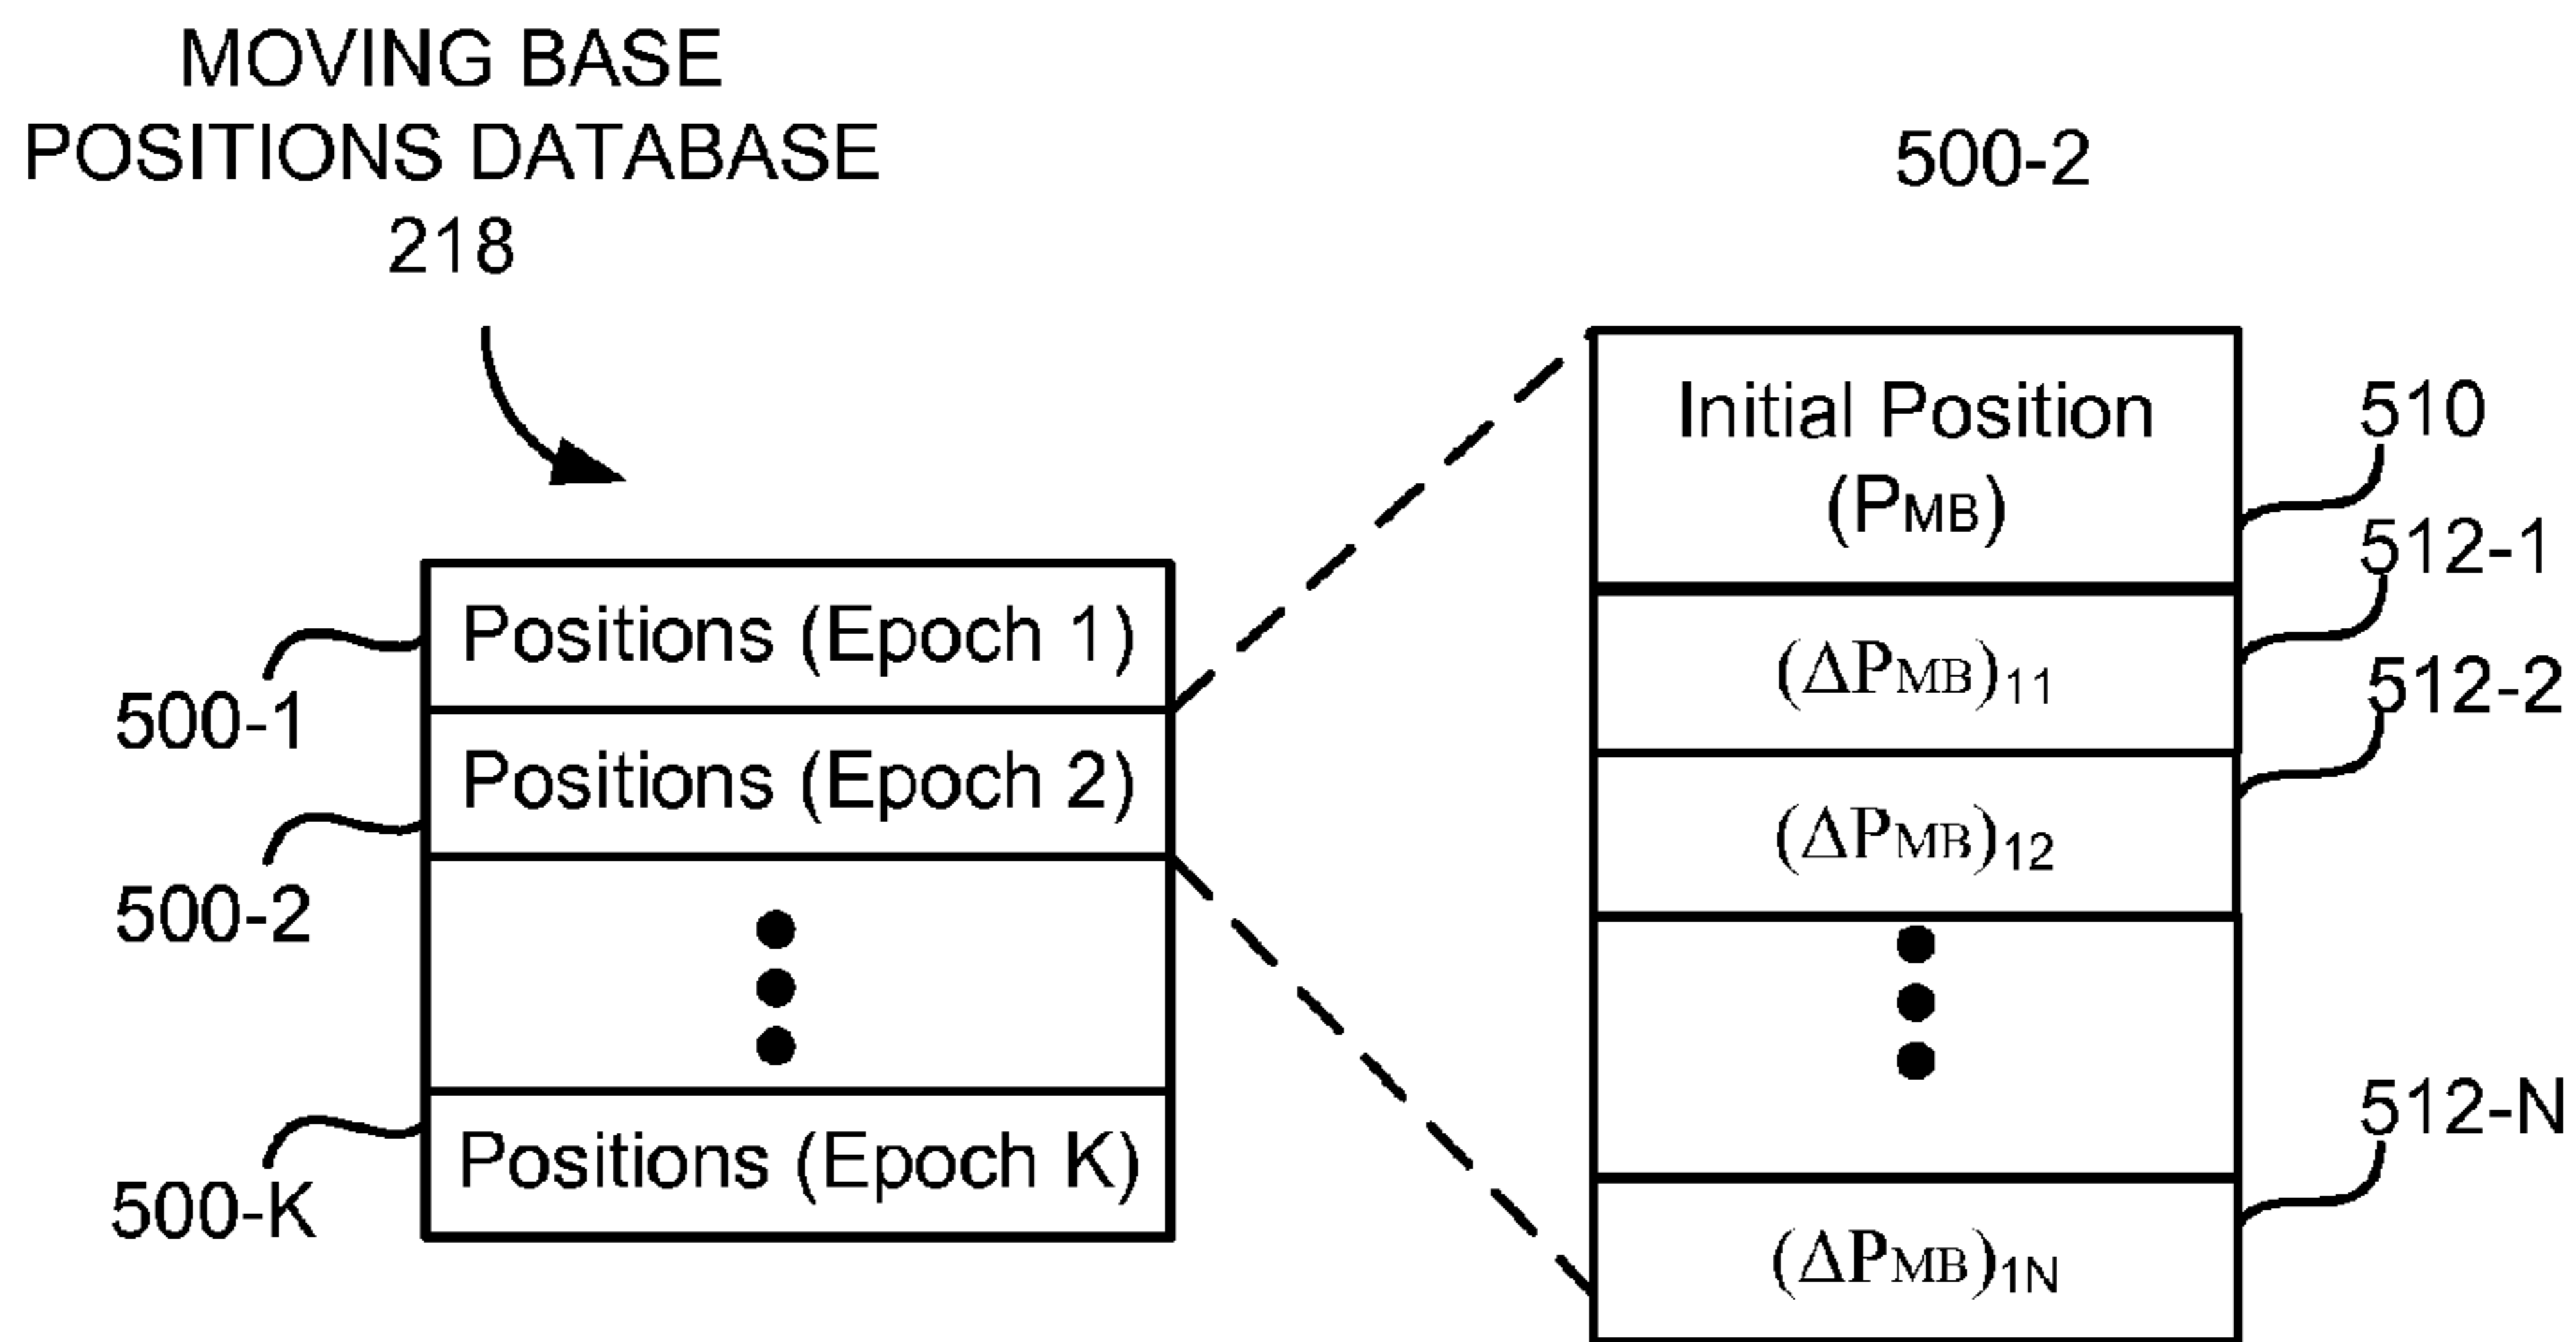 MOVING BASE
POSITIONS DATABASE
218
500-2
Positions (Epoch 1)
500-1
Positions (Epoch 2)
500-2
Positions (Epoch K)
500-K
Initial Position
(PMB)
510
512-1
(ΔPMB)11
512-2
(ΔPMB)12
512-N
(ΔPMB)1N